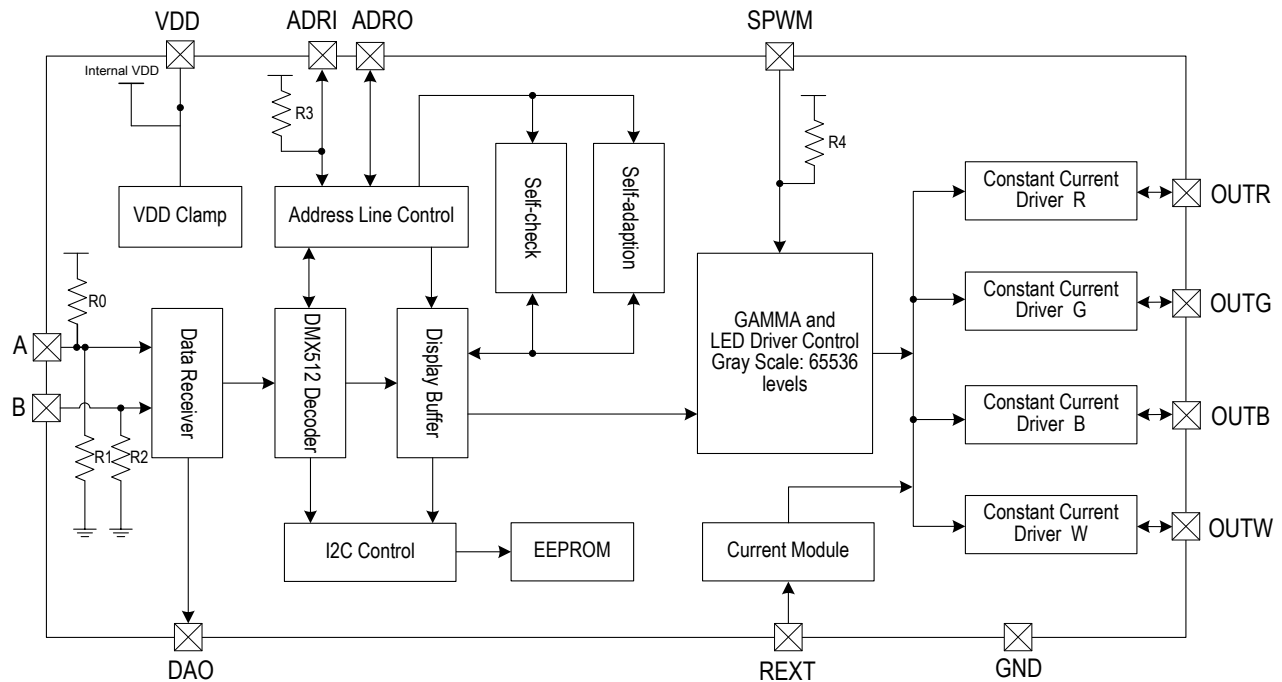 VDD
ADRI
ADRO
SPWM
Internal VDD
R3
R4
VDD Clamp
Address Line Control
Self-check
Self-adaption
Constant Current
Driver R
OUTR
R0
A
B
Data Receiver
DMX512 Decoder
Display Buffer
GAMMA and
LED Driver Control
Gray Scale: 65536
levels
Constant Current
Driver G
OUTG
Constant Current
Driver B
OUTB
R1
R2
I2C Control
EEPROM
Current Module
Constant Current
Driver W
OUTW
DAO
REXT
GND